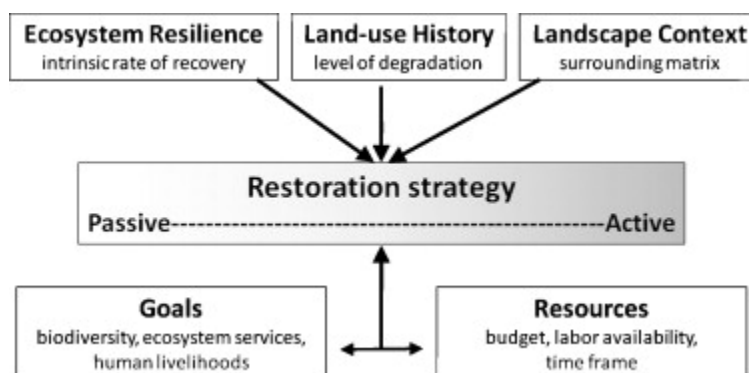 Ecosystem Resilience
intrinsic rate of recovery
Land-use History
level of degradation
Landscape Context
surrounding matrix
Restoration strategy
Passive------------------------------------------------Active
Goals
biodiversity, ecosystem services,
human livelihoods
Resources
budget, labor availability,
time frame